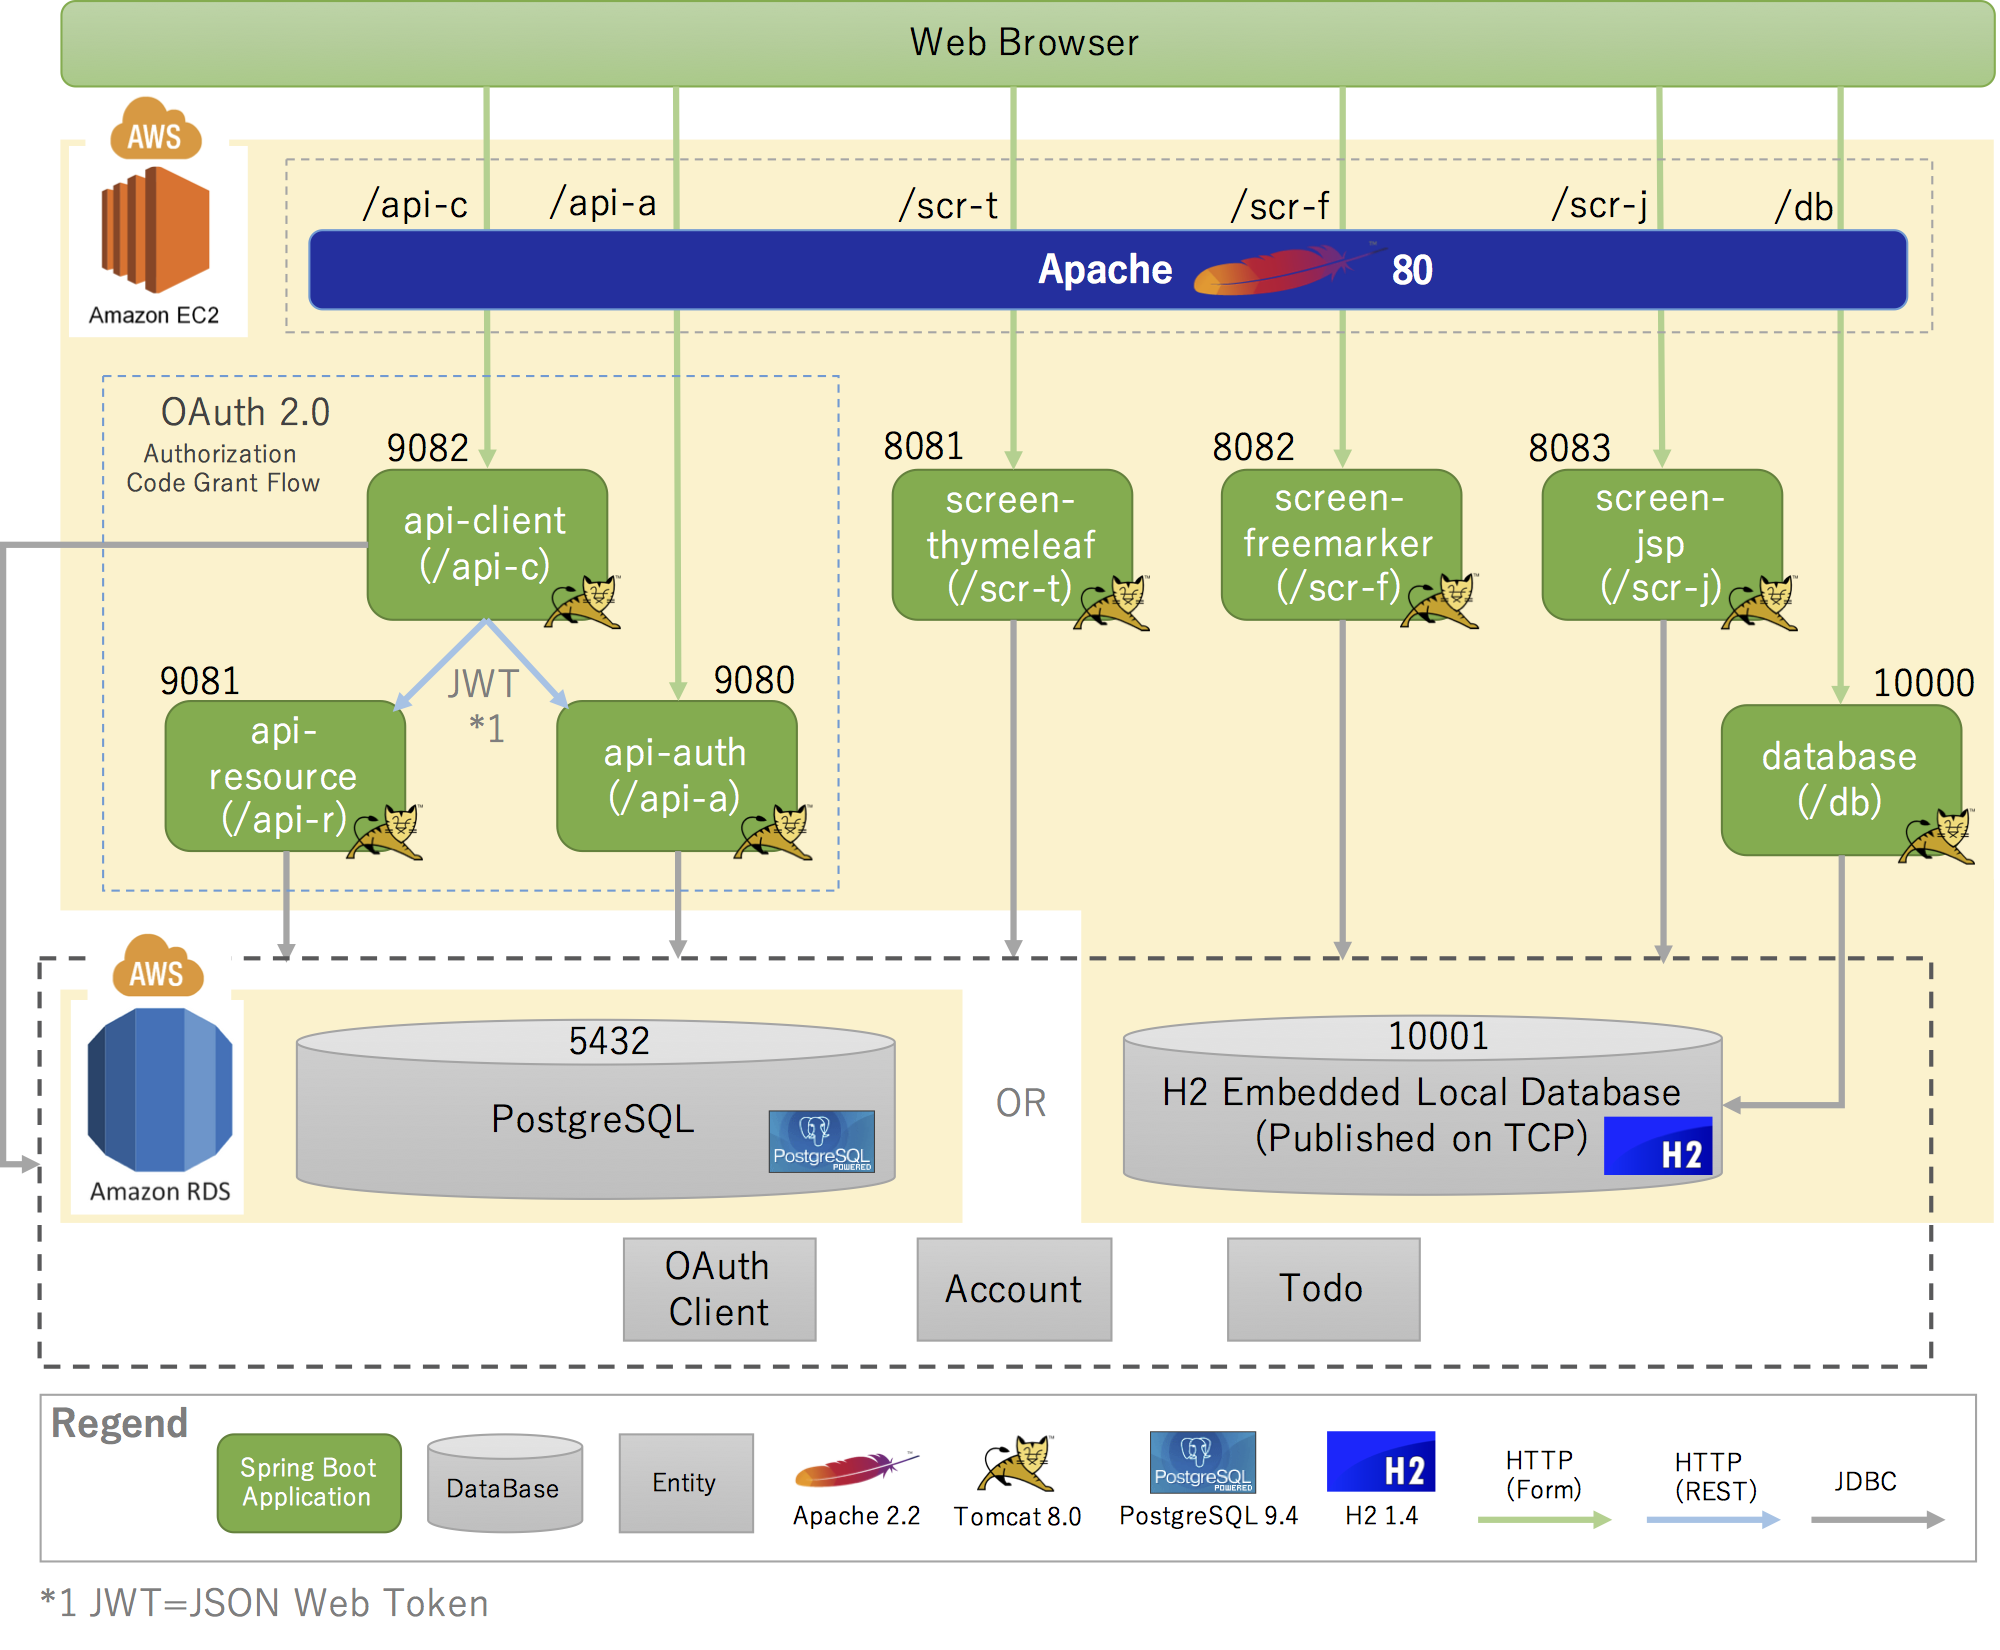 Web Browser
AWS
Amazon EC2
/api-c
/api-a
/scr-t
/scr-f
/scr-j
/db
Apache
80
OAuth 2.0
Authorization
Code Grant Flow
9082
api-client
(/api-c)
8081
screen-
thymeleaf
(/scr-t)
8082
screen-
freemarker
(/scr-f)
8083
screen-
jsp
(/scr-j)
JWT
*1
9081
api-
resource
(/api-r)
9080
api-auth
(/api-a)
10000
database
(/db)
AWS
Amazon RDS
5432
PostgreSQL
PostgreSQL
POWERED
OR
10001
H2 Embedded Local Database
(Published on TCP)
H2
OAuth
Client
Account
Todo
Regend
Spring Boot
Application
DataBase
Entity
Apache 2.2
Tomcat 8.0
PostgreSQL
POWERED
PostgreSQL 9.4
H2
H2 1.4
HTTP
(Form)
HTTP
(REST)
JDBC
*1 JWT=JSON Web Token